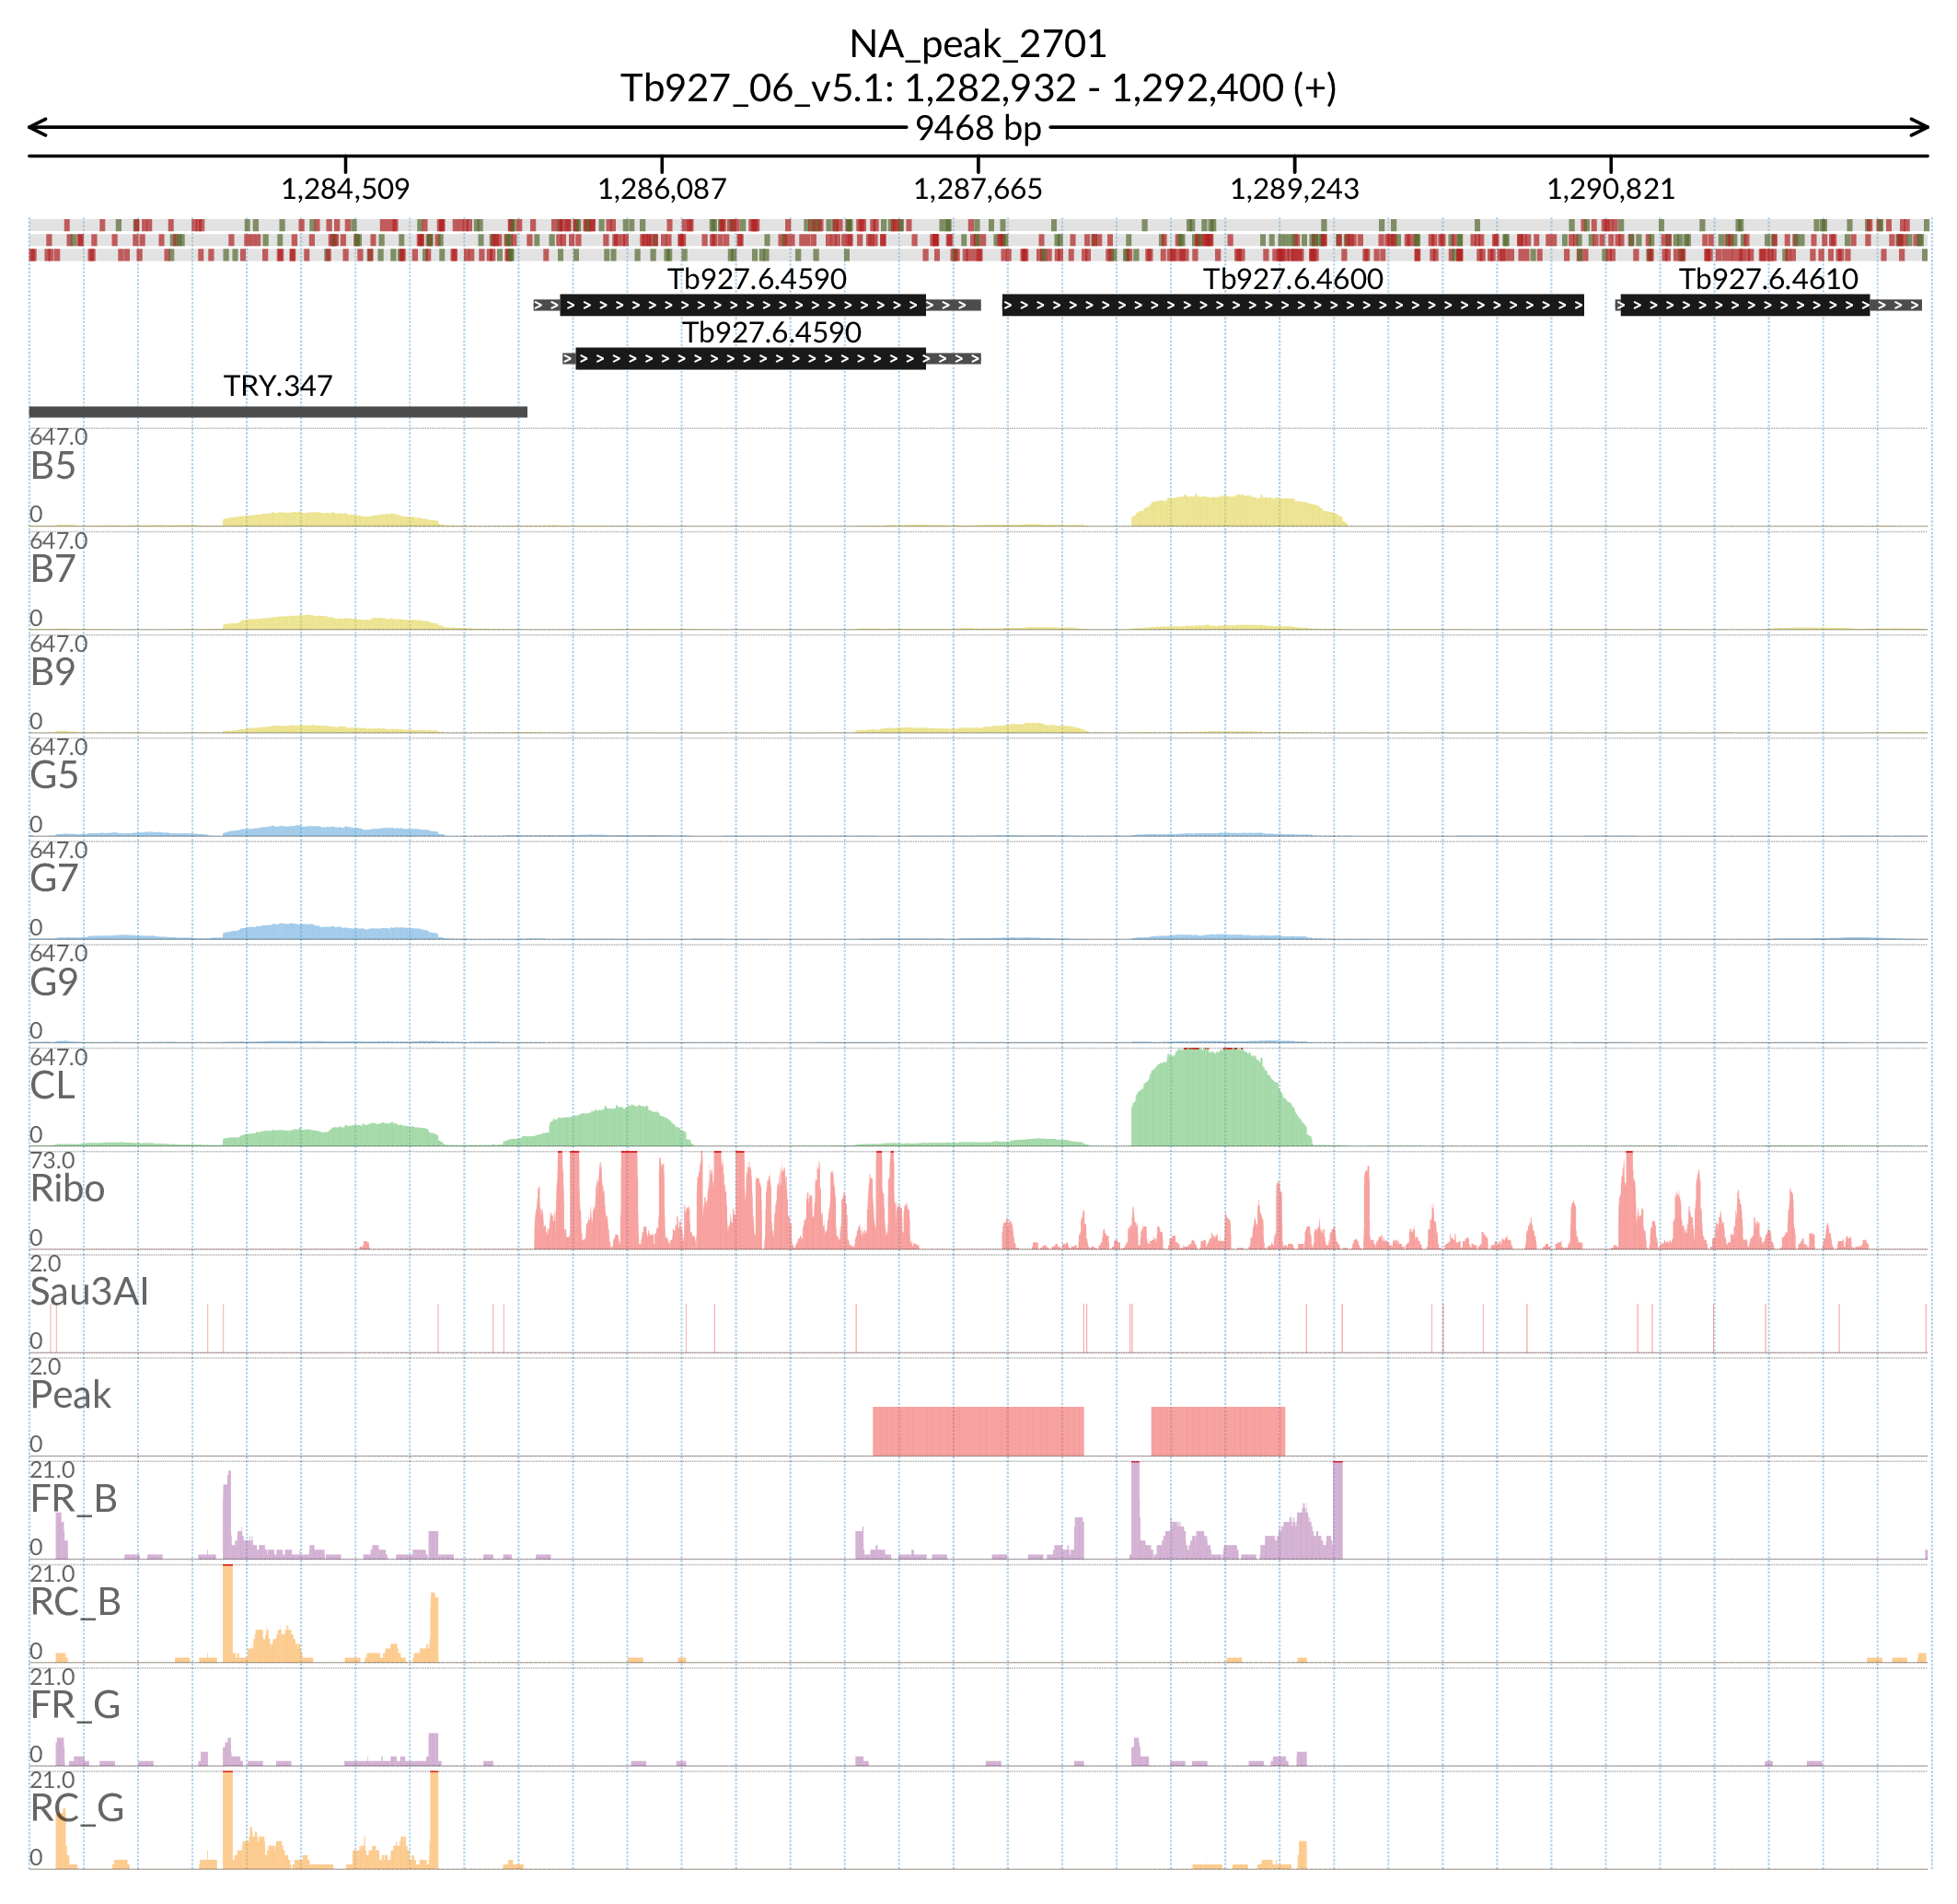 NA_peak_2701
Tb927_06_v5.1: 1,282,932 - 1,292,400 (+)
9468 bp
1,284,509 1,286,087 1,287,665 1,289,243 1,290,821
Tb927.6.4590 Tb927.6.4600 Tb927.6.4610
Tb927.6.4590
TRY.347
647.0
B5
0
647.0
B7
0
647.0
B9
0
647.0
G5
0
647.0
G7
0
647.0
G9
0
647.0
CL
0
73.0
Ribo
0
2.0
Sau3AI
0
2.0
Peak
0
21.0
FR_B
0
21.0
RC_B
0
21.0
FR_G
0
21.0
RC_G
0